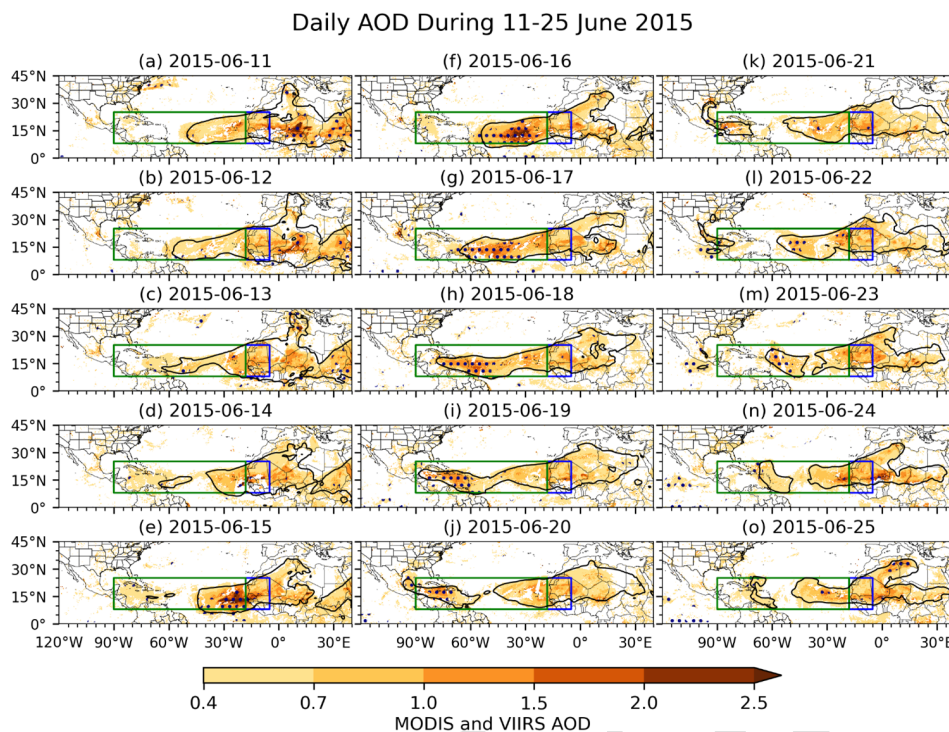 Daily AOD During 11-25 June 2015
(a) 2015-06-11
(f) 2015-06-16
(k) 2015-06-21
45°N
30°N
15°N
0°
(b) 2015-06-12
(g) 2015-06-17
(l) 2015-06-22
45°N
30°N
15°N
0°
(c) 2015-06-13
(h) 2015-06-18
(m) 2015-06-23
45°N
30°N
15°N
0°
(d) 2015-06-14
(i) 2015-06-19
(n) 2015-06-24
45°N
30°N
15°N
0°
(e) 2015-06-15
(j) 2015-06-20
(o) 2015-06-25
45°N
30°N
15°N
0°
120°W 90°W 60°W 30°W 0° 30°E
90°W 60°W 30°W 0° 30°E
90°W 60°W 30°W 0° 30°E
0.4 0.7 1.0 1.5 2.0 2.5
MODIS and VIIRS AOD